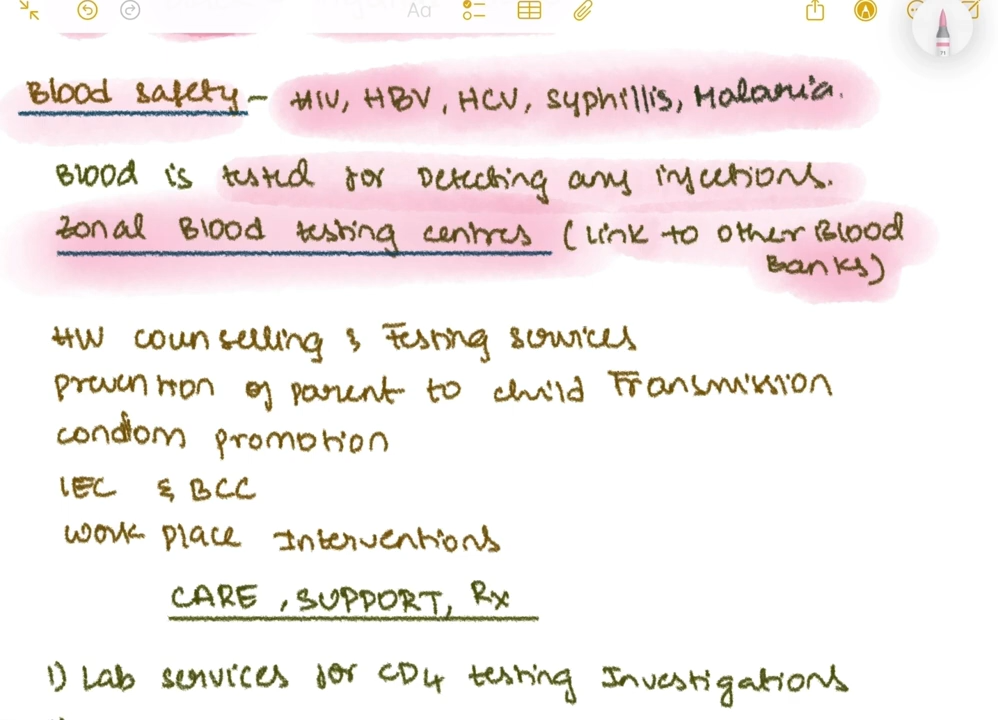 Aa
Blood safety - HIV, HBV, HCV, Syphillis, Malaria.
Blood is tested for Detecting any infections.
Zonal Blood testing centres (Link to other Blood
Banks)
HIV counselling & Testing services
prevention of parent to child Transmission
condom promotion
IEC & BCC
work place Interventions
CARE, SUPPORT, Rx
1) Lab services for CD4 testing Investigations